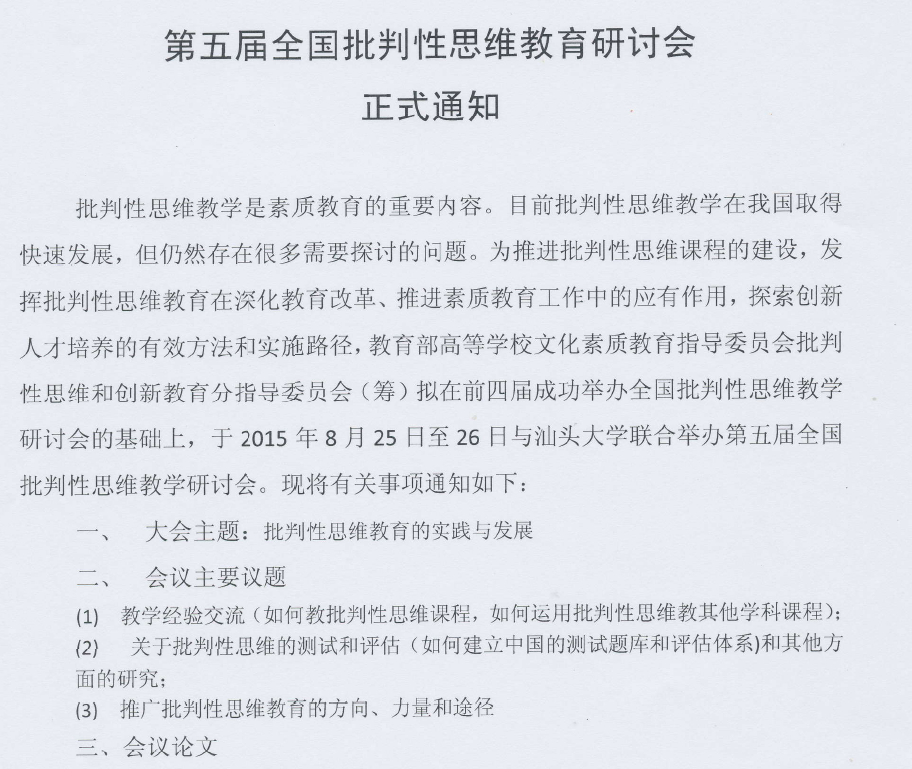 第五届全国批判性思维教育研讨会
正式通知
批判性思维教学是素质教育的重要内容。目前批判性思维教学在我国取得
快速发展，但仍然存在很多需要探讨的问题。为推进批判性思维课程的建设，发
挥批判性思维教育在深化教育改革、推进素质教育工作中的应有作用，探索创新
人才培养的有效方法和实施路径，教育部高等学校文化素质教育指导委员会批判
性思维和创新教育分指导委员会（筹）拟在前四届成功举办全国批判性思维教学
研讨会的基础上，于 2015 年 8 月 25 日至 26 日与汕头大学联合举办第五届全国
批判性思维教学研讨会。现将有关事项通知如下：
一、 大会主题：批判性思维教育的实践与发展
二、 会议主要议题
(1) 教学经验交流（如何教批判性思维课程，如何运用批判性思维教其他学科课程）；
(2) 关于批判性思维的测试和评估（如何建立中国的测试题库和评估体系)和其他方
面的研究；
(3) 推广批判性思维教育的方向、力量和途径
三、会议论文